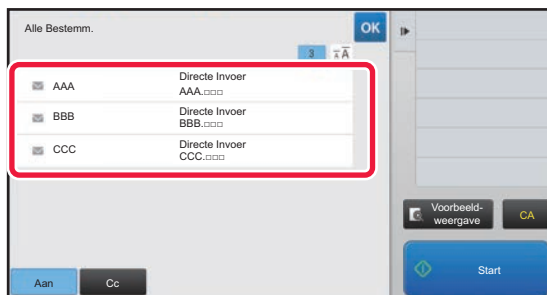 Alle Bestemm.
OK
3
AAA
Directe Invoer
AAA.□□□
BBB
Directe Invoer
BBB.□□□
CCC
Directe Invoer
CCC.□□□
Voorbeeld-
weergave
CA
Start
Aan
Cc